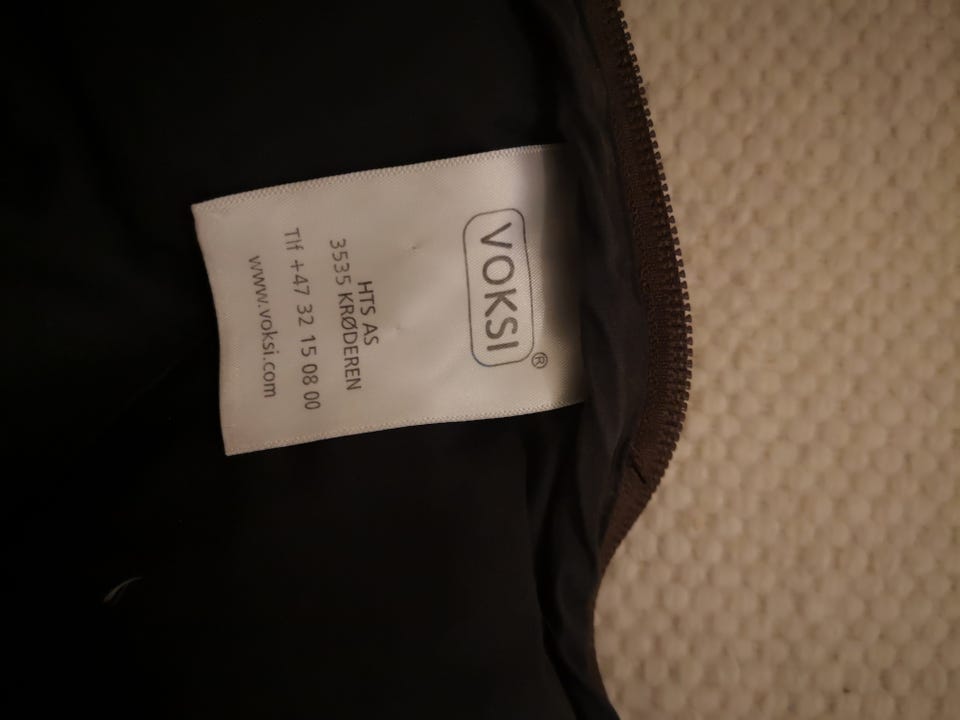 VOKSI®
HTS AS
3535 KRØDEREN
Tlf +47 32 15 08 00
www.voksi.com